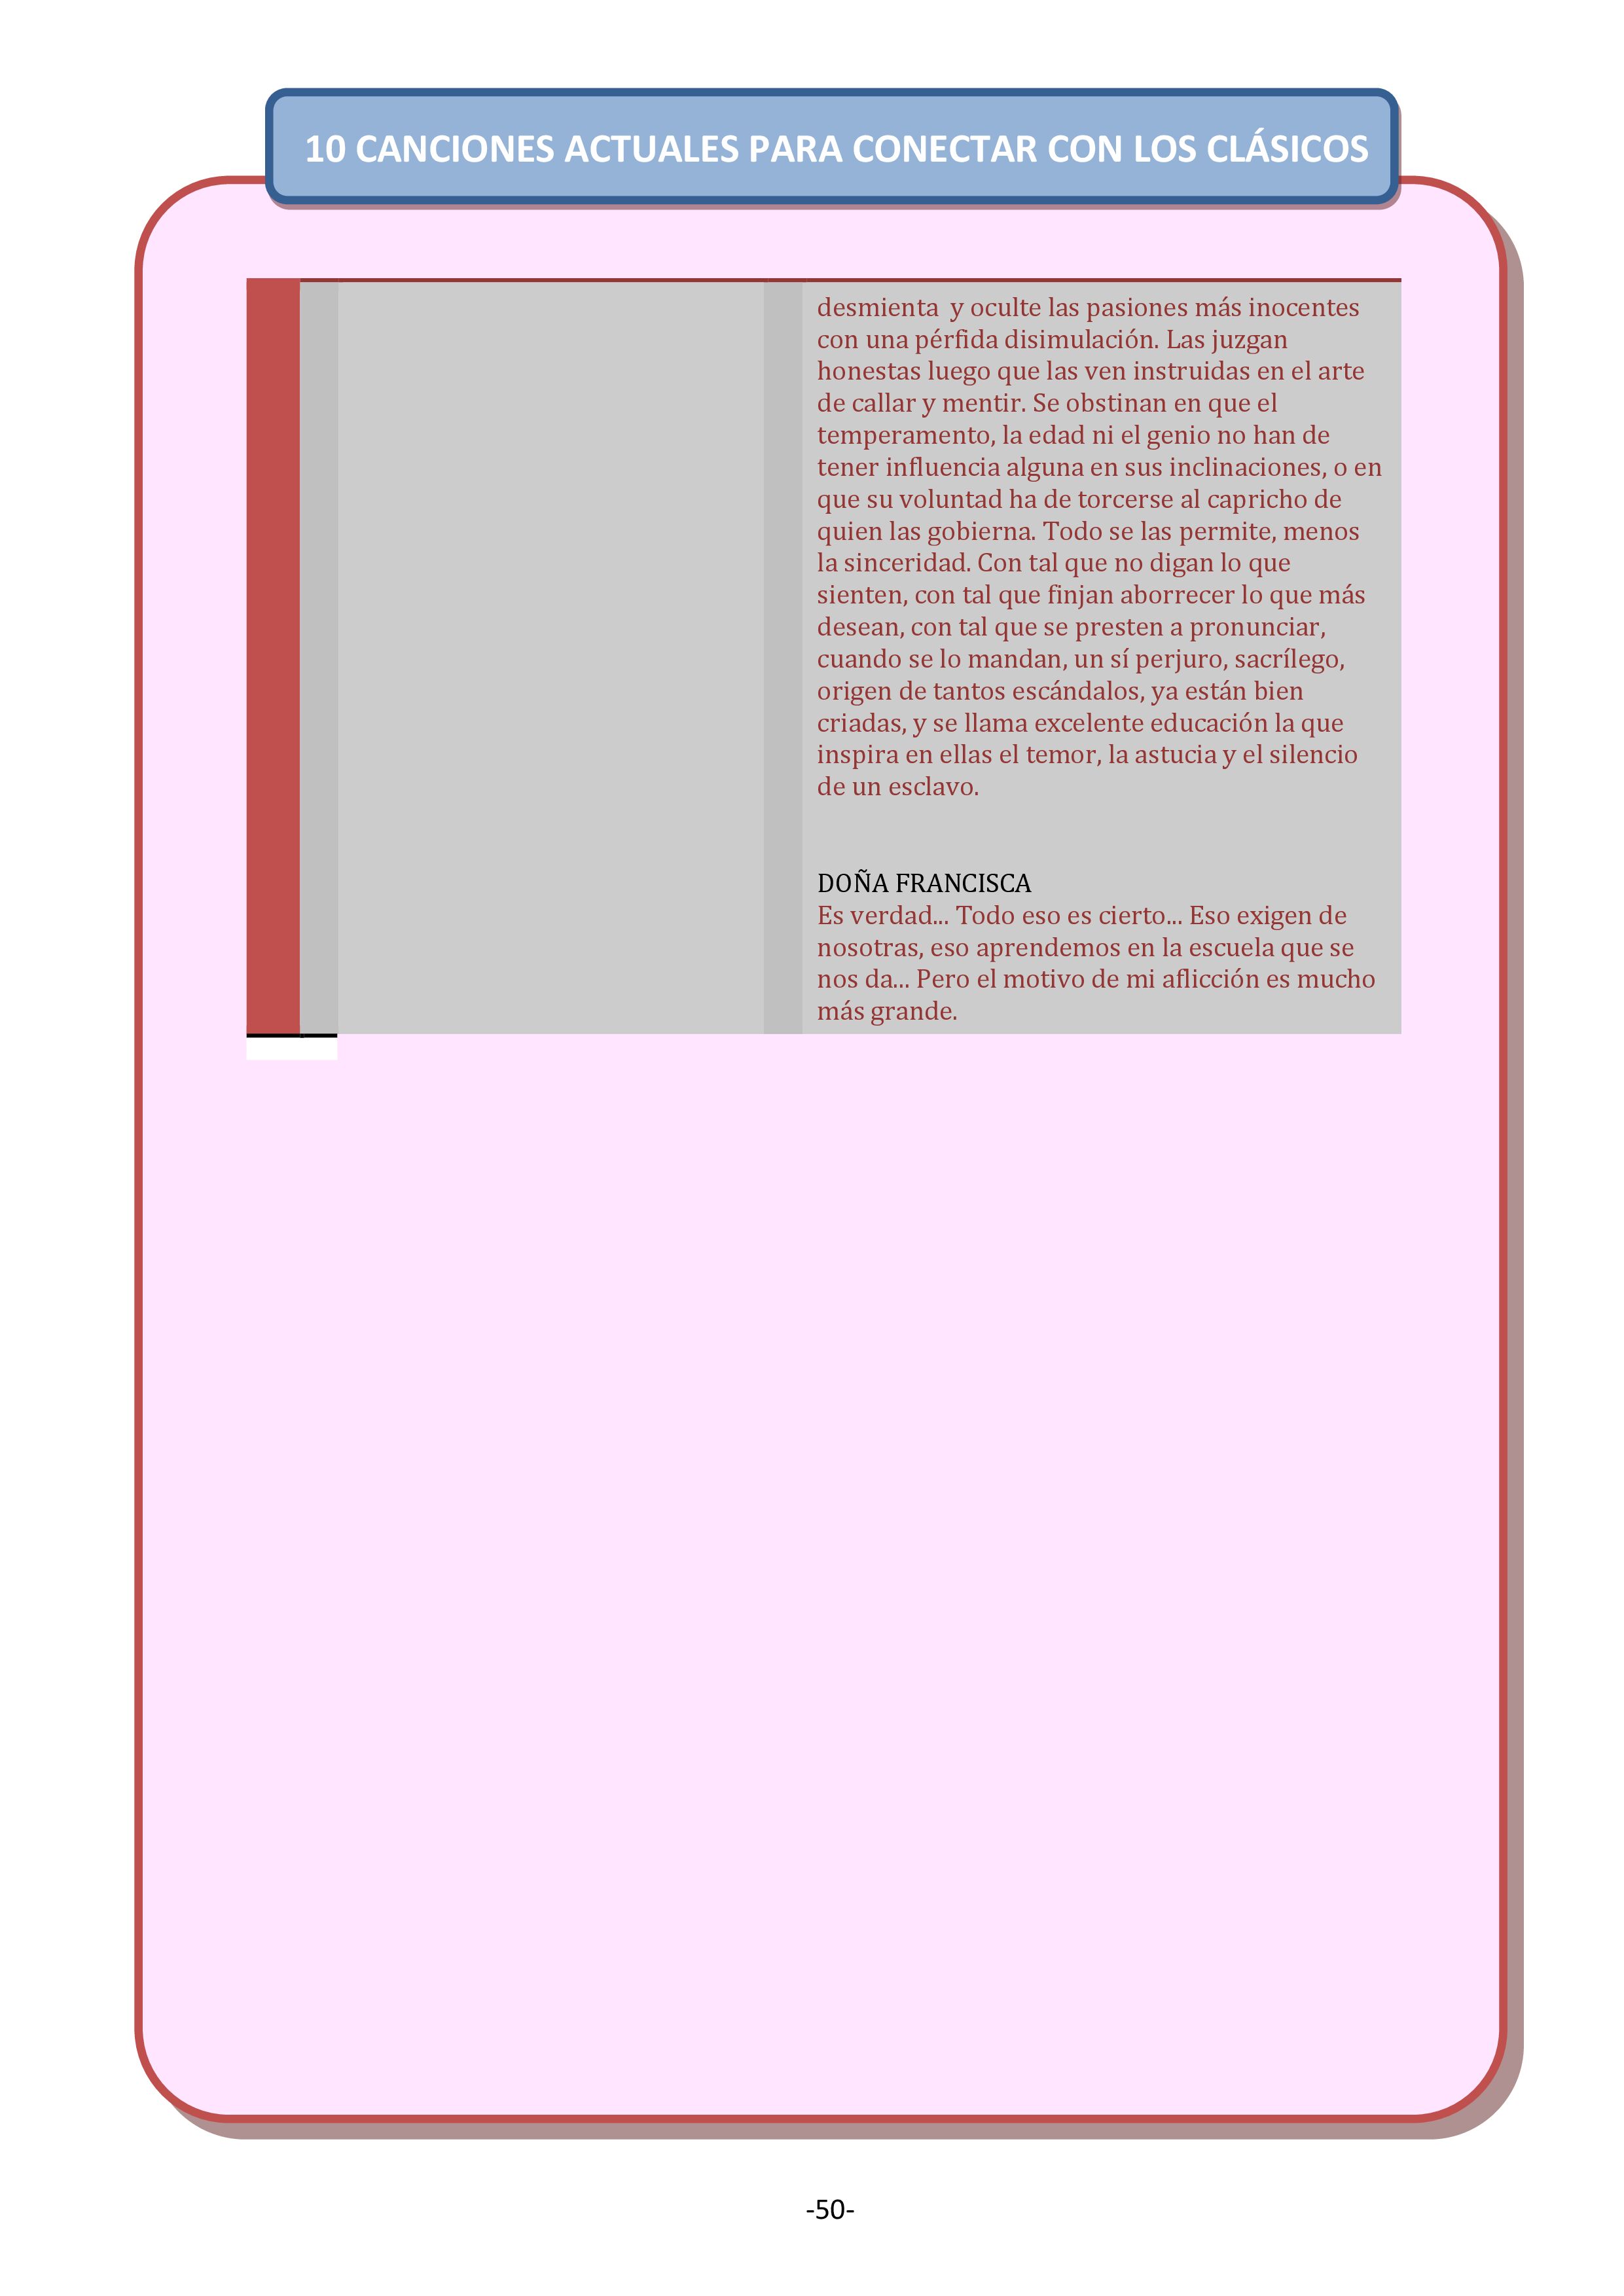 10 CANCIONES ACTUALES PARA CONECTAR CON LOS CLÁSICOS
desmienta y oculte las pasiones más inocentes
con una pérfida disimulación. Las juzgan
honestas luego que las ven instruidas en el arte
de callar y mentir. Se obstinan en que el
temperamento, la edad ni el genio no han de
tener influencia alguna en sus inclinaciones, o en
que su voluntad ha de torcerse al capricho de
quien las gobierna. Todo se las permite, menos
la sinceridad. Con tal que no digan lo que
sienten, con tal que finjan aborrecer lo que más
desean, con tal que se presten a pronunciar,
cuando se lo mandan, un sí perjuro, sacrílego,
origen de tantos escándalos, ya están bien
criadas, y se llama excelente educación la que
inspira en ellas el temor, la astucia y el silencio
de un esclavo.
DOÑA FRANCISCA
Es verdad... Todo eso es cierto... Eso exigen de
nosotras, eso aprendemos en la escuela que se
nos da... Pero el motivo de mi aflicción es mucho
más grande.
-50-